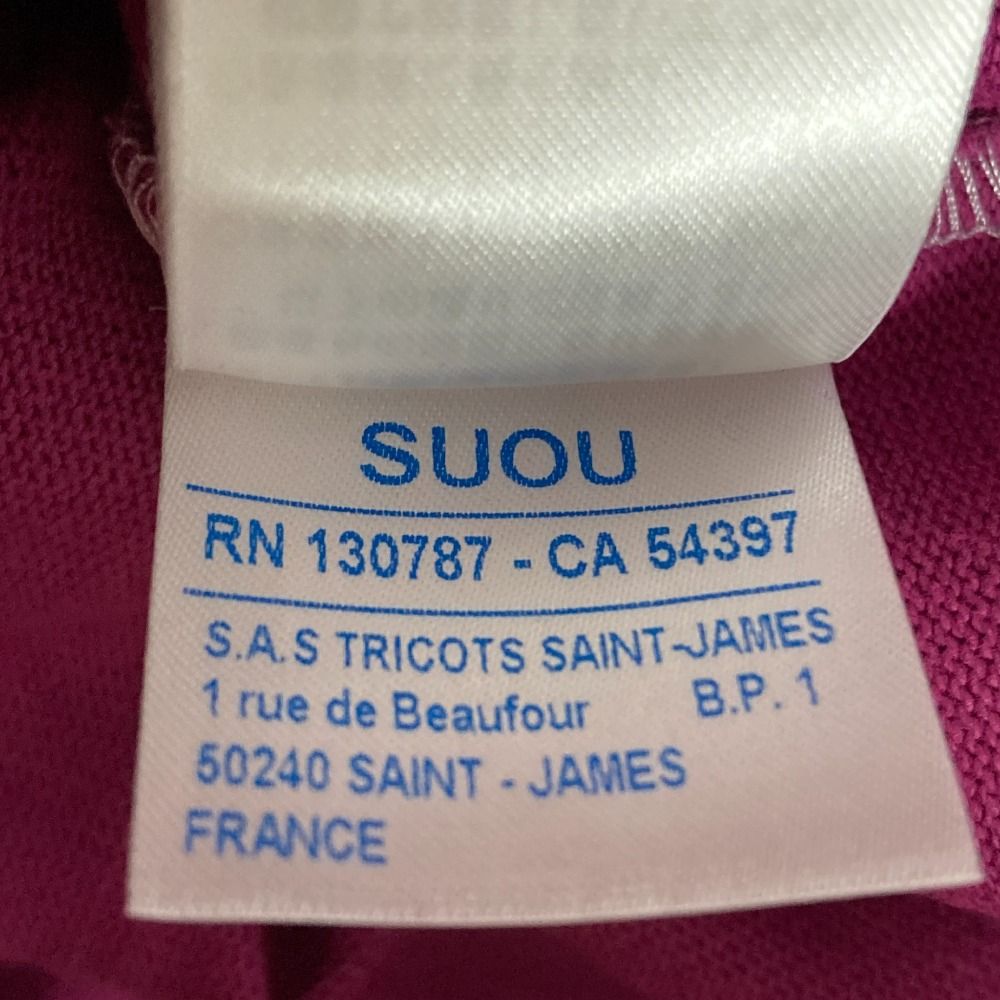 SUOU
RN 130787 - CA 54397
S.A.S TRICOTS SAINT-JAMES
1 rue de Beaufour B.P. 1
50240 SAINT - JAMES
FRANCE